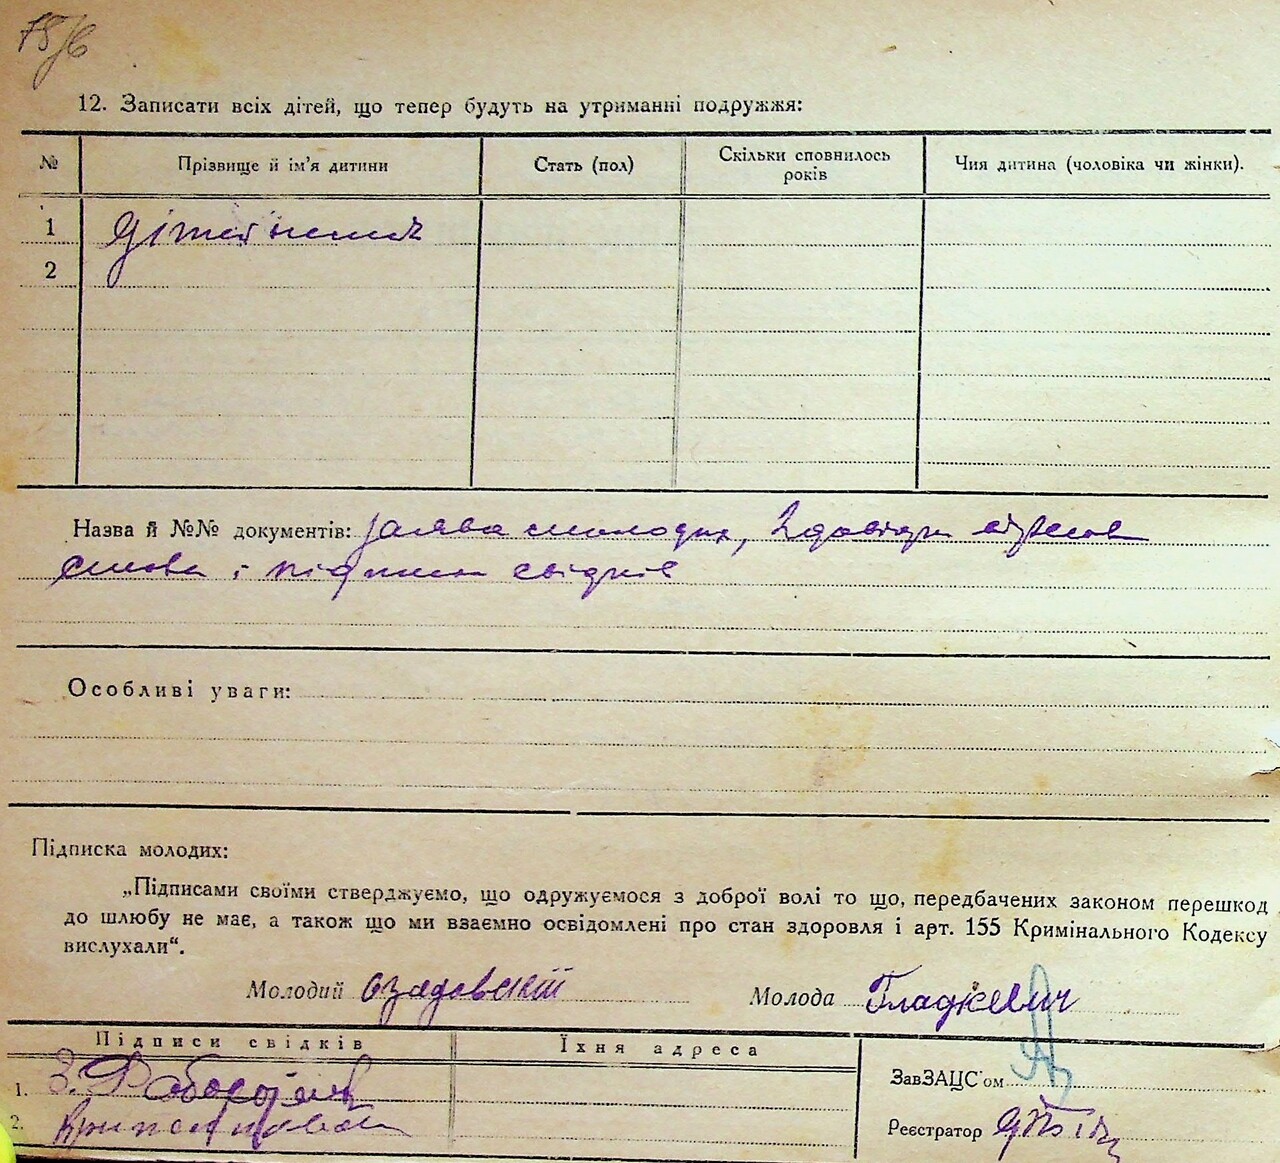 78/6
12. Записати всіх дітей, що тепер будуть на утриманні подружжя:
№ Прізвище й ім'я дитини Стать (пол) Скільки сповнилось років Чия дитина (чоловіка чи жінки).
1 Дітей немає
2
Назва й №№ документів: заява молодих, 2 довідки
і підписи свідків
Особливі уваги:
Підписка молодих:
„Підписами своїми стверджуємо, що одружуємося з доброї волі то що, передбачених законом перешкод
до шлюбу не має, а також що ми взаємно освідомлені про стан здоровля і арт. 155 Кримінального Кодексу
вислухали“.
Молодий Озадовский Молода Гладкевич
Підписи свідків Їхня адреса
1. ЗавЗАЦС'ом
2. Реєстратор